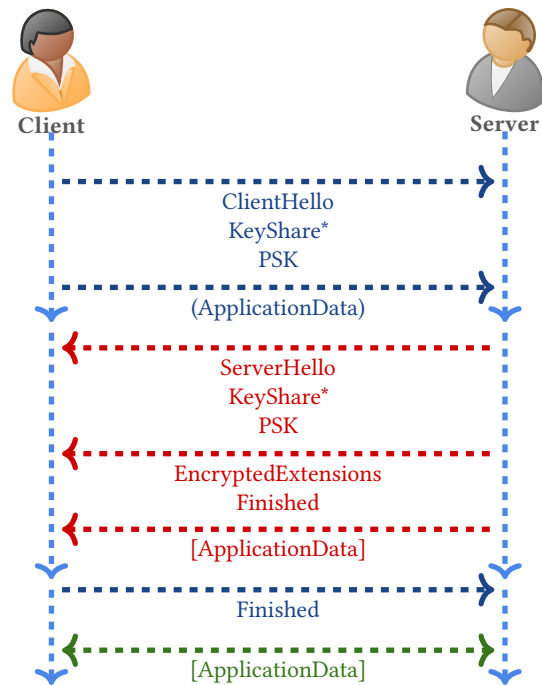 Client
Server
ClientHello
KeyShare*
PSK
(ApplicationData)
ServerHello
KeyShare*
PSK
EncryptedExtensions
Finished
[ApplicationData]
Finished
[ApplicationData]